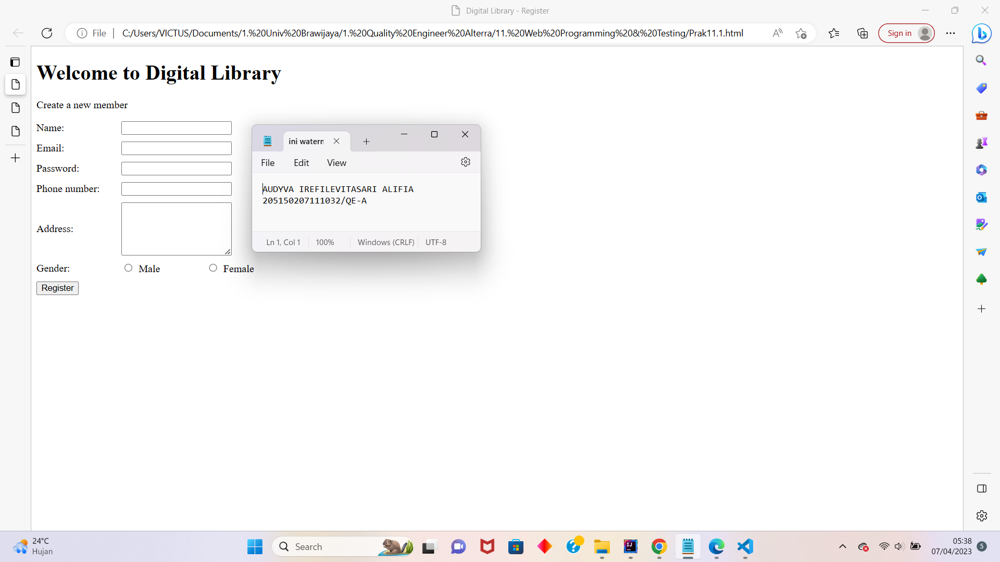 Digital Library - Register
File
C:/Users/VICTUS/Documents/1.%20Univ%20Brawijaya/1.%20Quality%20Engineer%20Alterra/11.%20Web%20Programming%20&%20Testing/Prak11.1.html
Sign in
Welcome to Digital Library
Create a new member
Name:
Email:
Password:
Phone number:
Address:
Gender:
Male
Female
Register
ini waterm
File
Edit
View
AUDYVA IREFILEVITASARI ALIFIA
205150207111032/QE-A
Ln 1, Col 1
100%
Windows (CRLF)
UTF-8
24°C
Hujan
Search
05:38
07/04/2023
5